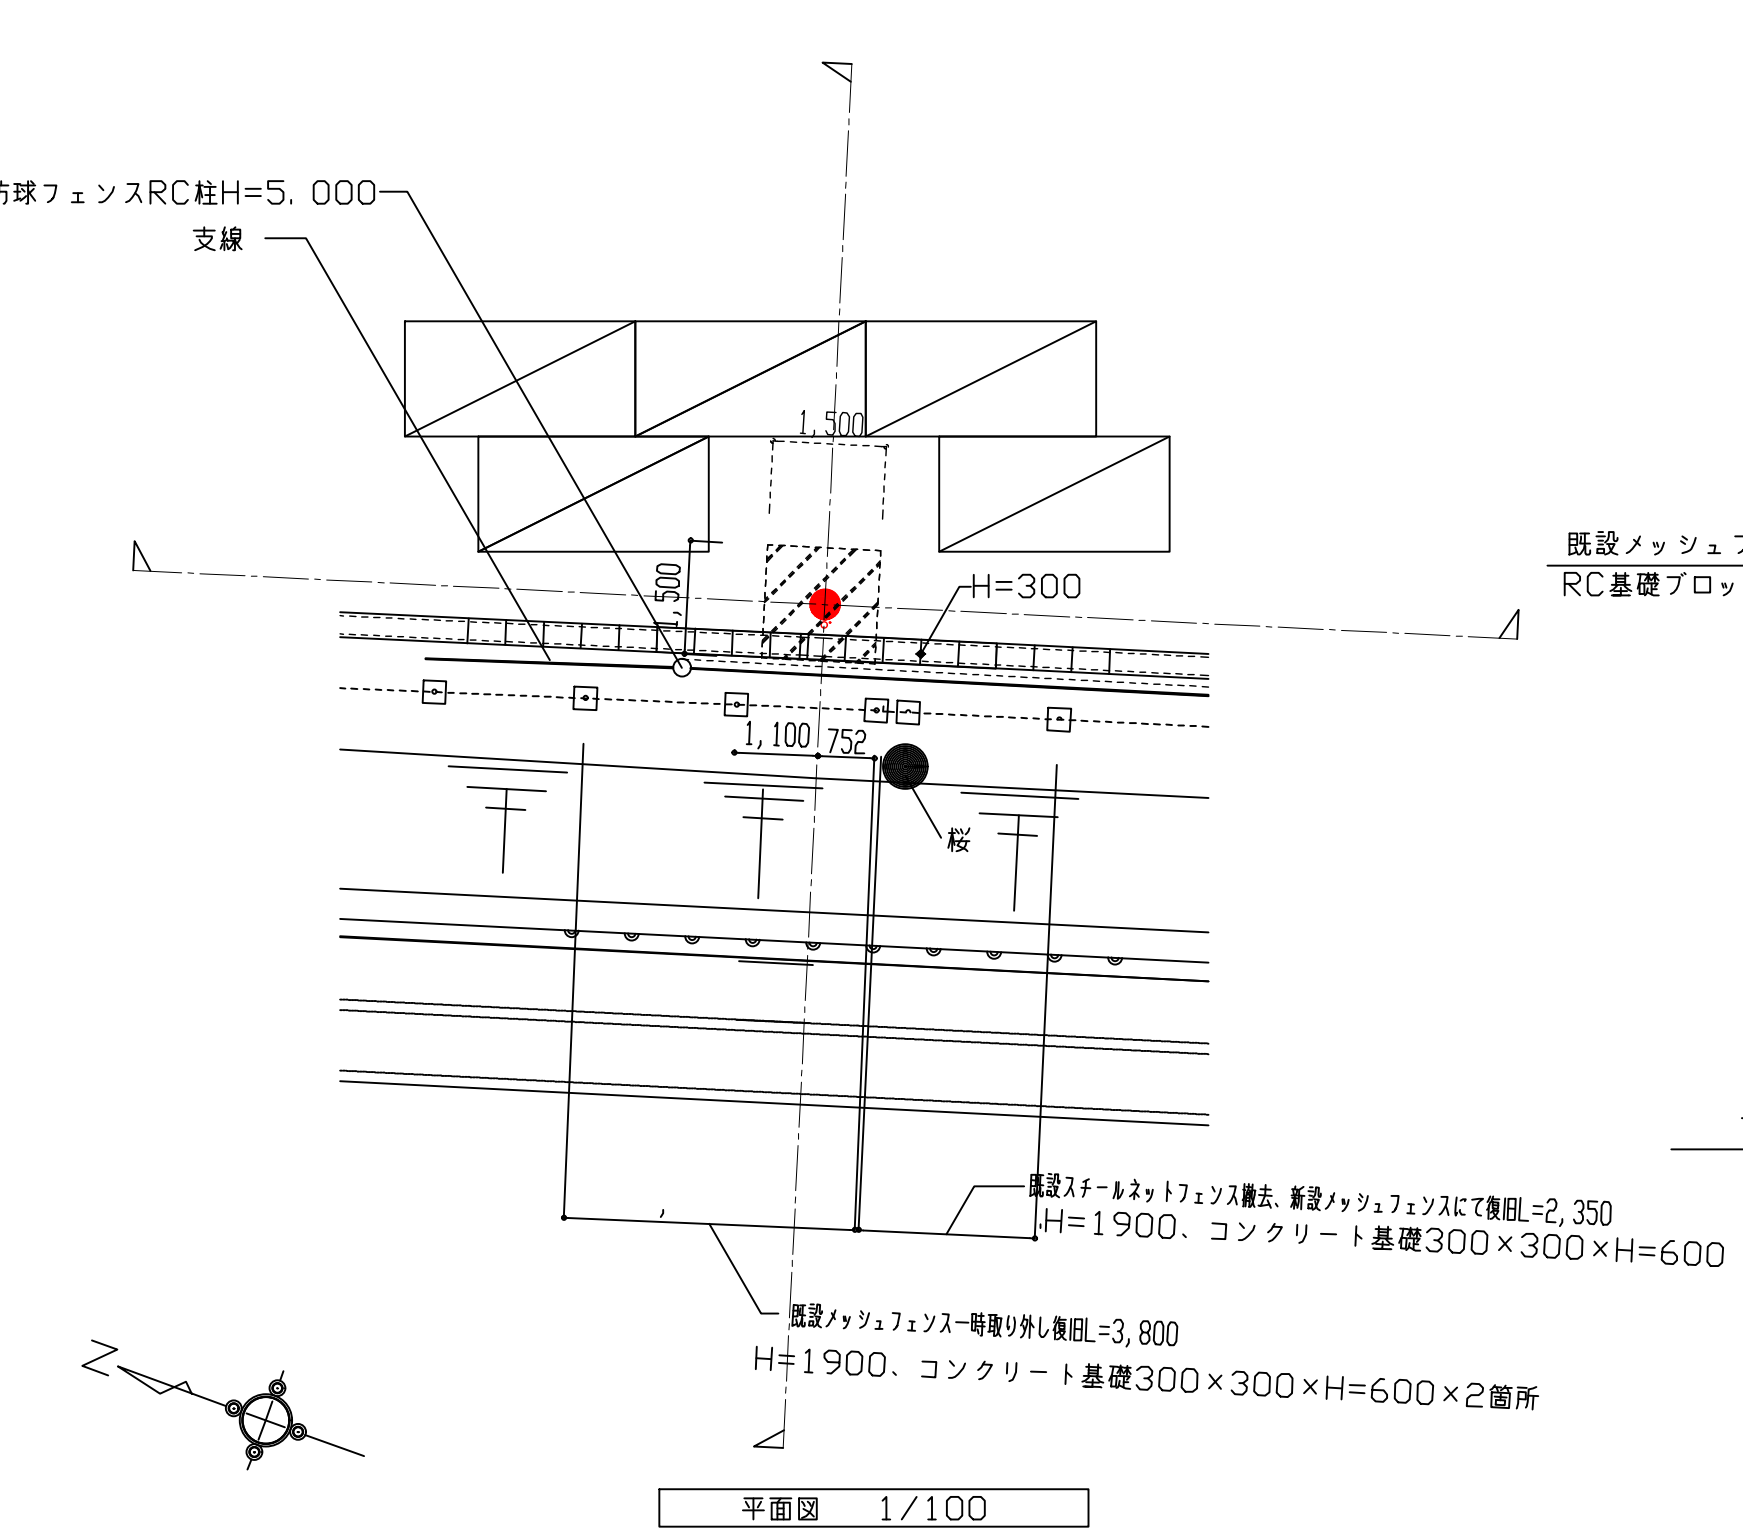 防球フェンスRC柱H=5,000
支線
1,500
既設メッシュフ
RC基礎ブロッ
1,500
H=300
1,100 752
桜
既設スチールネットフェンス撤去、新設メッシュフェンスにて復旧L=2,350
H=1900、コンクリート基礎300×300×H=600
既設メッシュフェンス一時取り外し復旧L=3,800
H=1900、コンクリート基礎300×300×H=600×2箇所
N
平面図 1/100